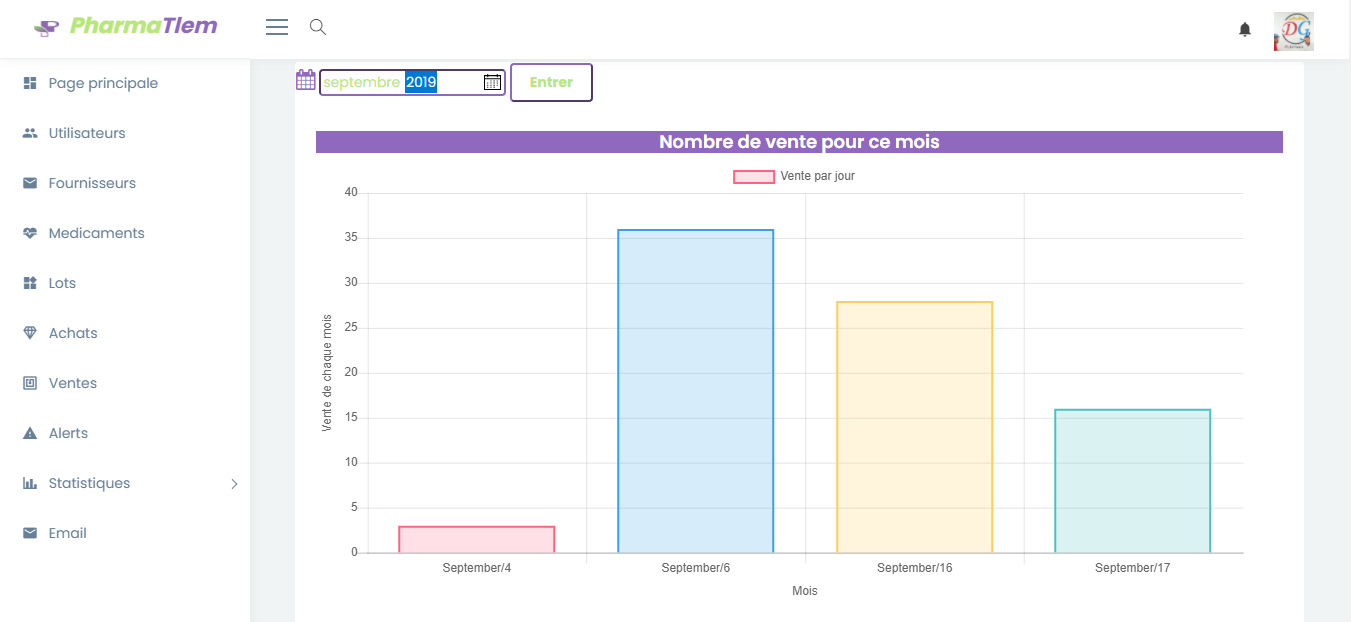 PharmaTlem
septembre 2019
Entrer
Page principale
Utilisateurs
Fournisseurs
Medicaments
Lots
Achats
Ventes
Alerts
Statistiques
Email
Nombre de vente pour ce mois
Vente par jour
Vente de chaque mois
40
35
30
25
20
15
10
5
0
September/4 September/6 September/16 September/17
Mois
DG